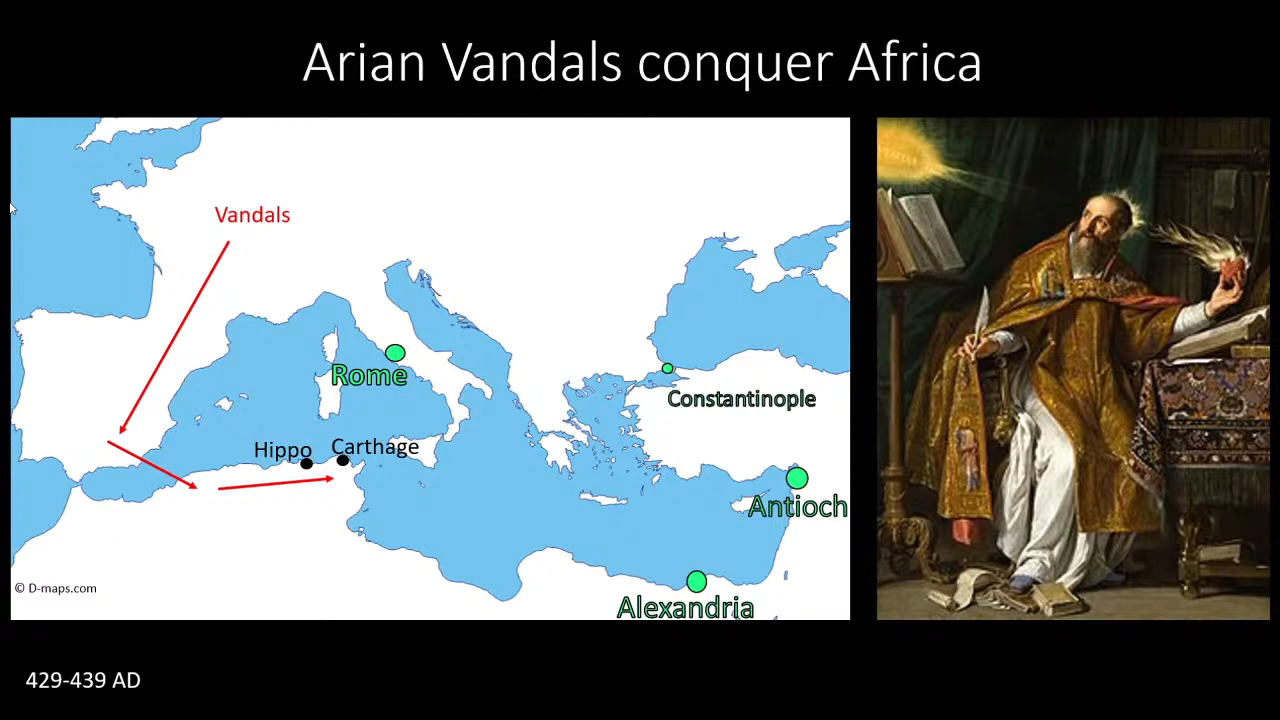 Arian Vandals conquer Africa
Vandals
Rome
Constantinople
Hippo
Carthage
Antioch
Alexandria
© D-maps.com
429-439 AD